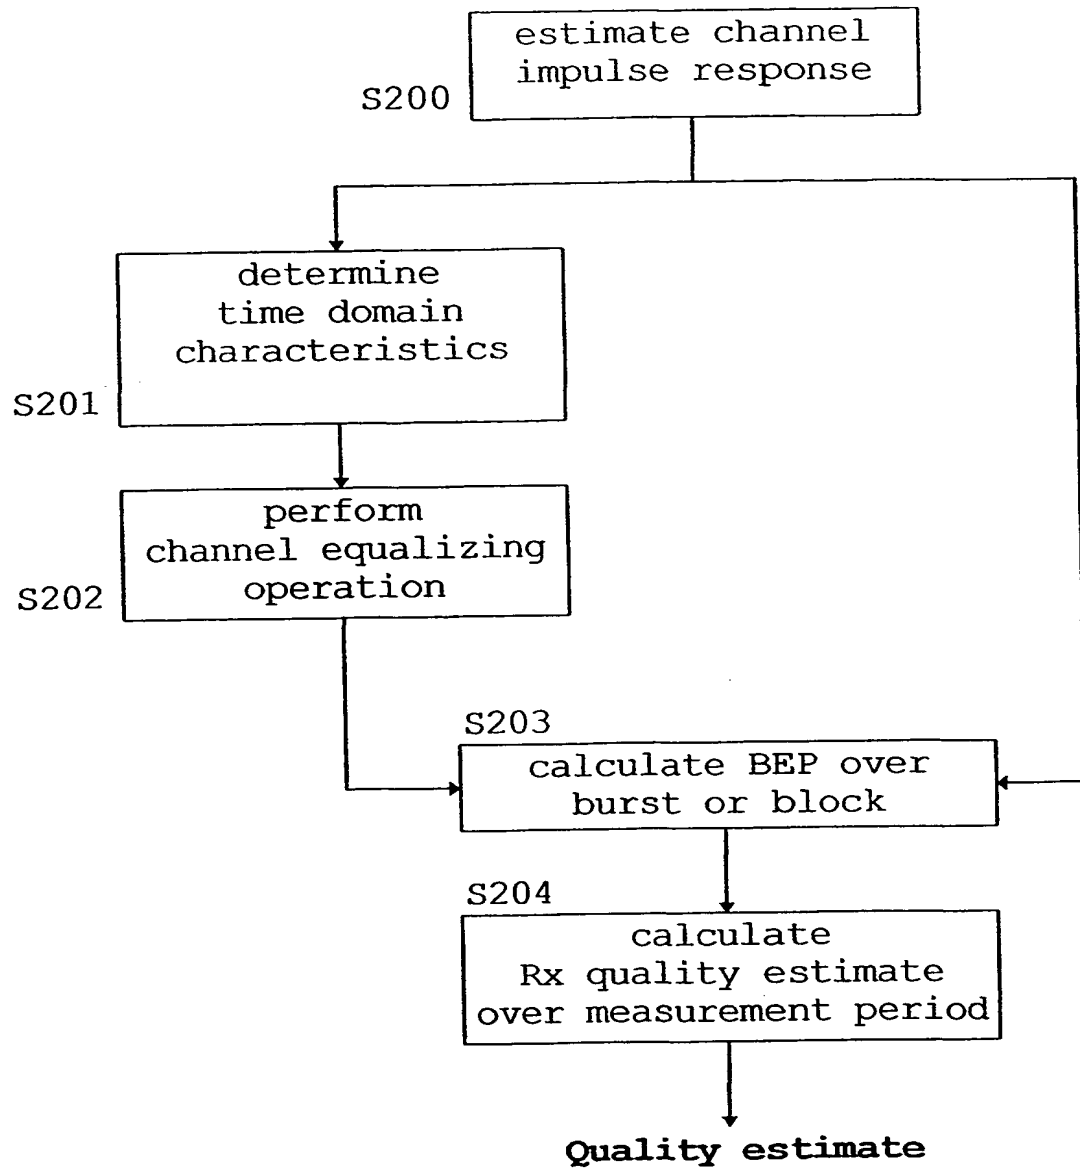 estimate channel
impulse response
S200
determine
time domain
characteristics
S201
perform
channel equalizing
operation
S202
S203
calculate BEP over
burst or block
S204
calculate
Rx quality estimate
over measurement period
Quality estimate